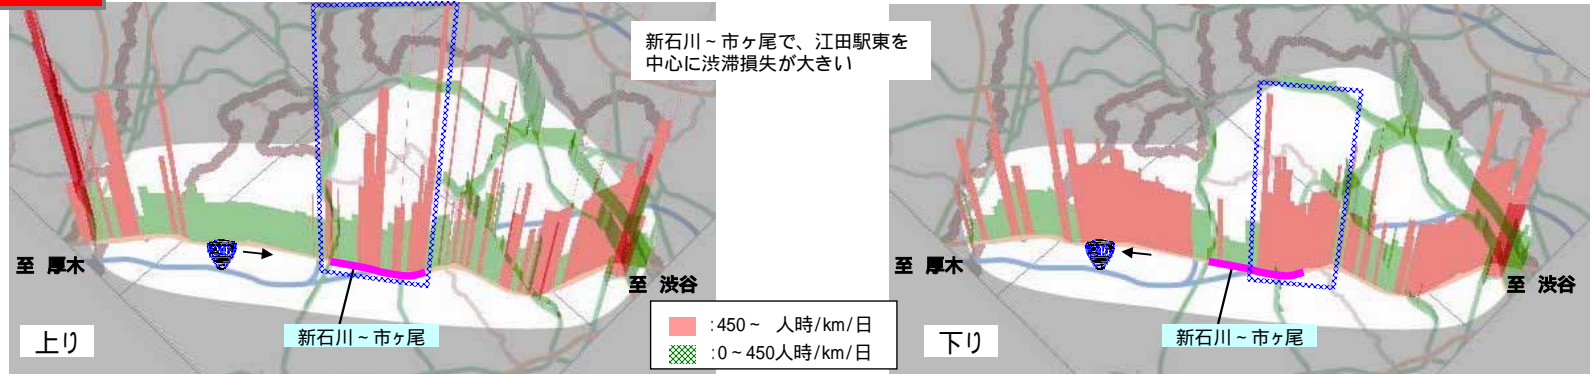 新石川～市ヶ尾で、江田駅東を
中心に渋滞損失が大きい
至 厚木
至 渋谷
上り
新石川～市ヶ尾
:450～ 人時/km/日
:0～450人時/km/日
至 厚木
至 渋谷
下り
新石川～市ヶ尾